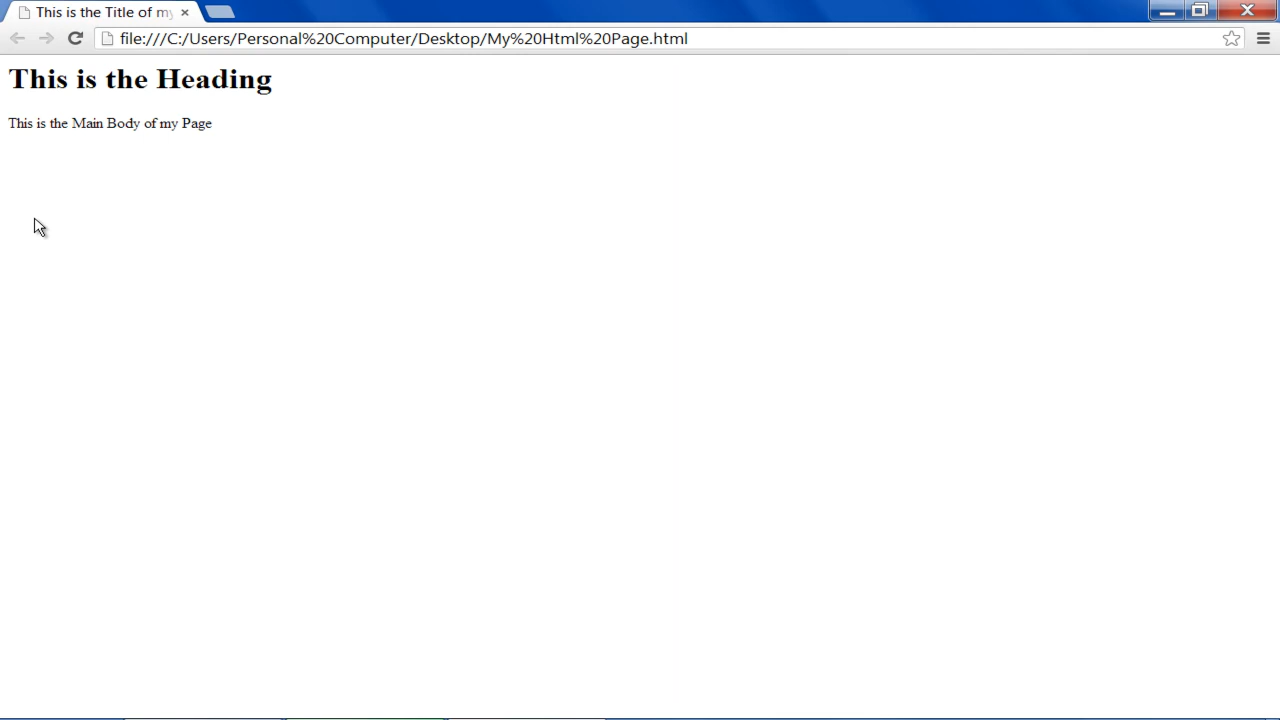 This is the Title of my
file:///C:/Users/Personal%20Computer/Desktop/My%20Html%20Page.html
This is the Heading
This is the Main Body of my Page